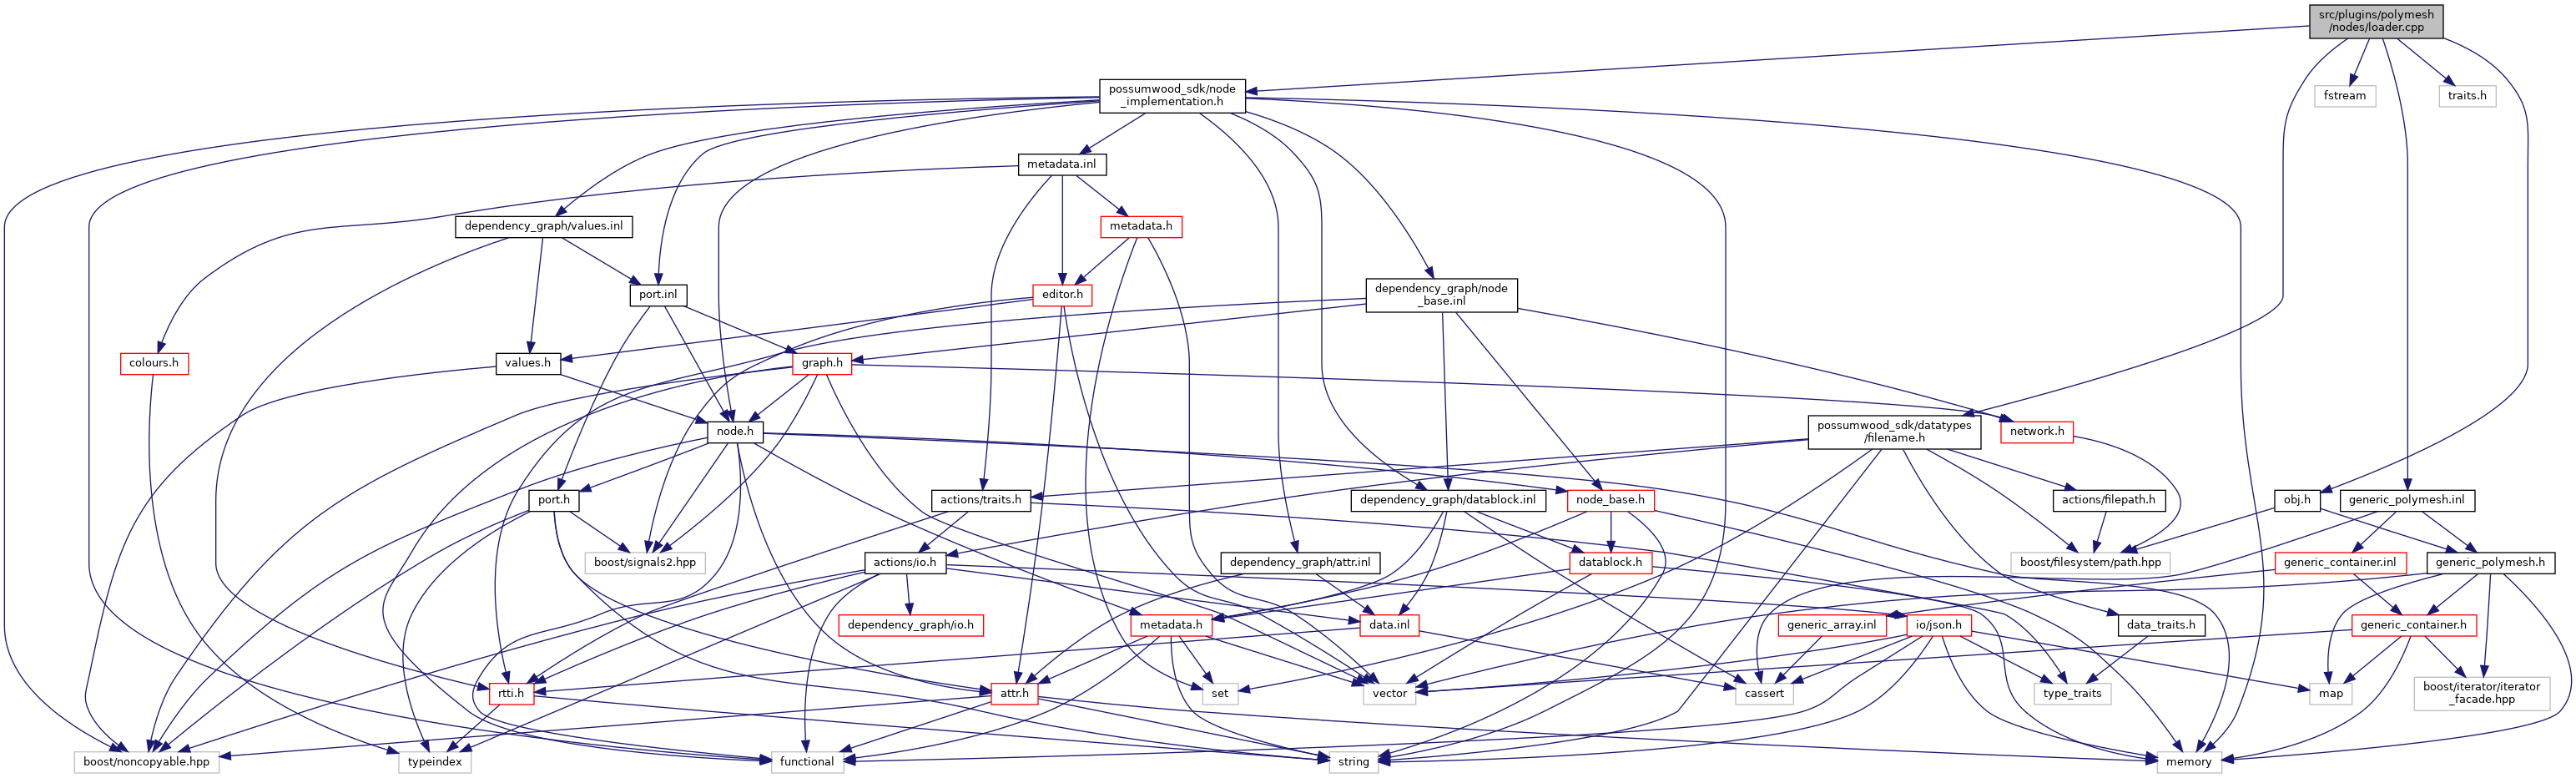 src/plugins/polymesh
/nodes/loader.cpp
possumwood_sdk/node
_implementation.h
fstream
traits.h
metadata.inl
dependency_graph/values.inl
metadata.h
port.inl
editor.h
dependency_graph/node
_base.inl
colours.h
values.h
graph.h
node.h
possumwood_sdk/datatypes
/filename.h
network.h
port.h
actions/traits.h
dependency_graph/datablock.inl
node_base.h
actions/filepath.h
obj.h
generic_polymesh.inl
boost/signals2.hpp
actions/io.h
dependency_graph/attr.inl
datablock.h
boost/filesystem/path.hpp
generic_container.inl
generic_polymesh.h
dependency_graph/io.h
metadata.h
data.inl
generic_array.inl
io/json.h
data_traits.h
generic_container.h
rtti.h
attr.h
set
vector
cassert
type_traits
map
boost/iterator/iterator
_facade.hpp
boost/noncopyable.hpp
typeindex
functional
string
memory